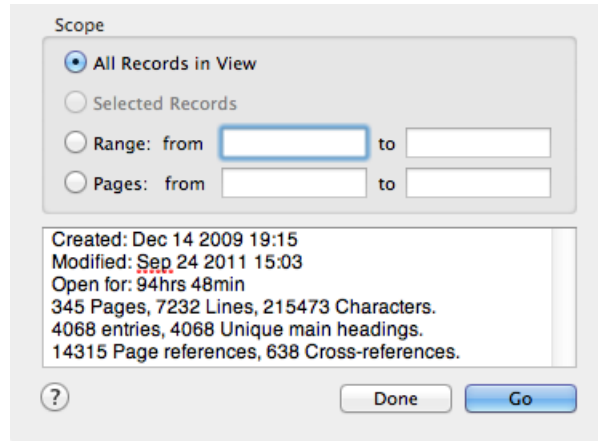 Scope
All Records in View
Selected Records
Range: from to
Pages: from to
Created: Dec 14 2009 19:15
Modified: Sep 24 2011 15:03
Open for: 94hrs 48min
345 Pages, 7232 Lines, 215473 Characters.
4068 entries, 4068 Unique main headings.
14315 Page references, 638 Cross-references.
? Done Go